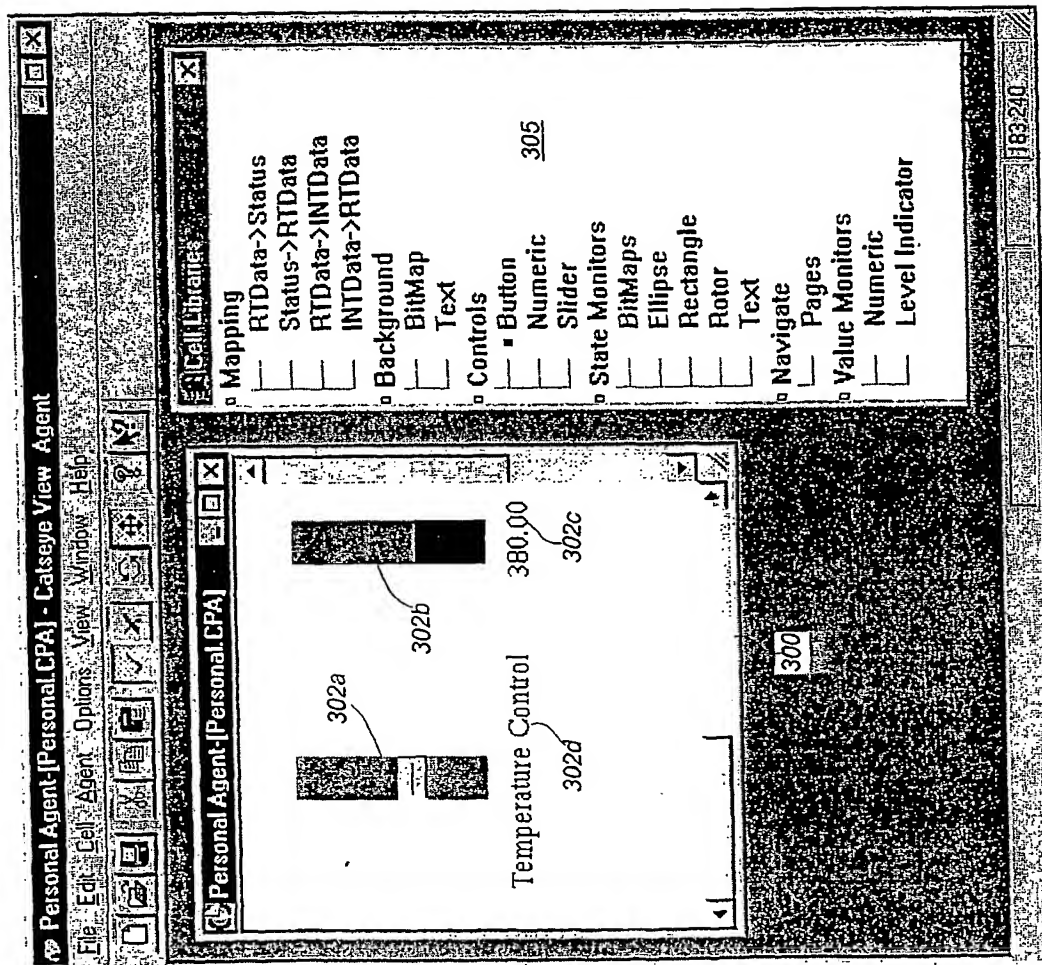 Personal Agent-[Personal.CPA] - Catseye View Agent
File Edit Cell Agent Options View Window Help
Personal Agent-[Personal.CPA]
302a
302b
380.00
302c
Temperature Control
302d
300
Cell Libraries
Mapping
RTData->Status
Status->RTData
RTData->INTData
INTData->RTData
Background
BitMap
Text
Controls
Button
Numeric
Slider
State Monitors
BitMaps
Ellipse
Rectangle
Rotor
Text
Navigate
Pages
Value Monitors
Numeric
Level Indicator
305
183:240